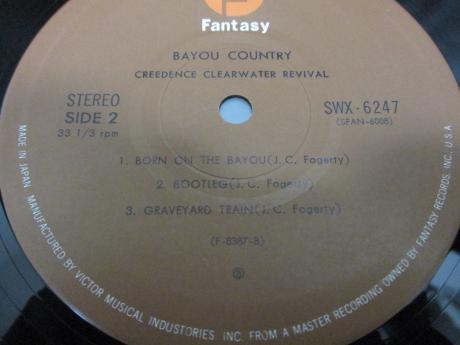 Fantasy
BAYOU COUNTRY
CREEDENCE CLEARWATER REVIVAL
STEREO
SIDE 2
33 1/3 rpm
SWX-6247
(SFAN-6008)
1. BORN ON THE BAYOU(J. C. Fogerty)
2. BOOTLEG(J. C. Fogerty)
3. GRAVEYARD TRAIN(J. C. Fogerty)
(F-8387-B)
MADE IN JAPAN. MANUFACTURED BY VICTOR MUSICAL INDUSTORIES INC. FROM A MASTER RECORDING OWNED BY FANTASY RECORDS INC. U.S.A